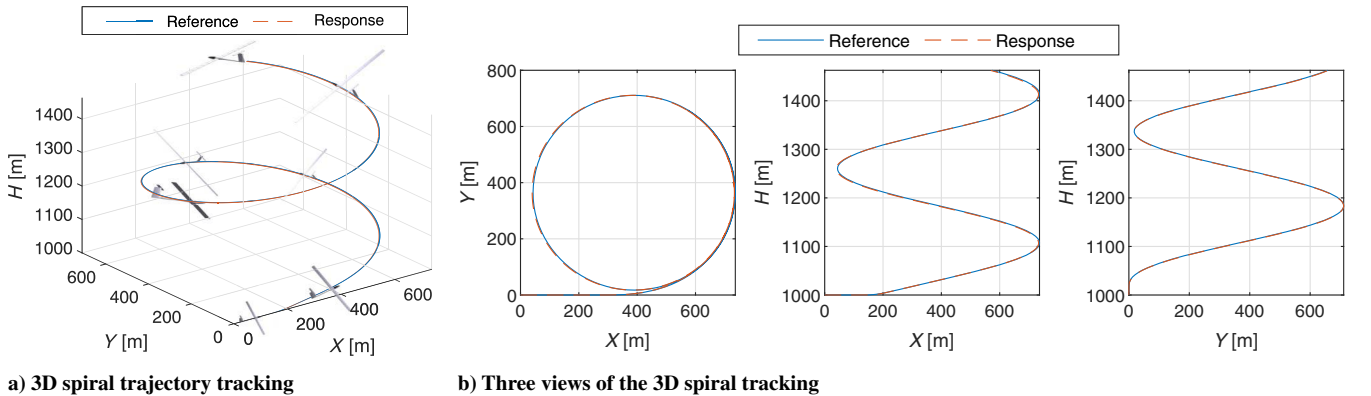 Reference Response
1400
1300
1200
1100
1000
H [m]
600
400
200
0
Y [m]
0
200
400
600
X [m]
Reference Response
800
600
400
200
0
Y [m]
0 200 400 600
X [m]
1400
1300
1200
1100
1000
H [m]
0 200 400 600
X [m]
1400
1300
1200
1100
1000
H [m]
0 200 400 600
Y [m]
a) 3D spiral trajectory tracking
b) Three views of the 3D spiral tracking